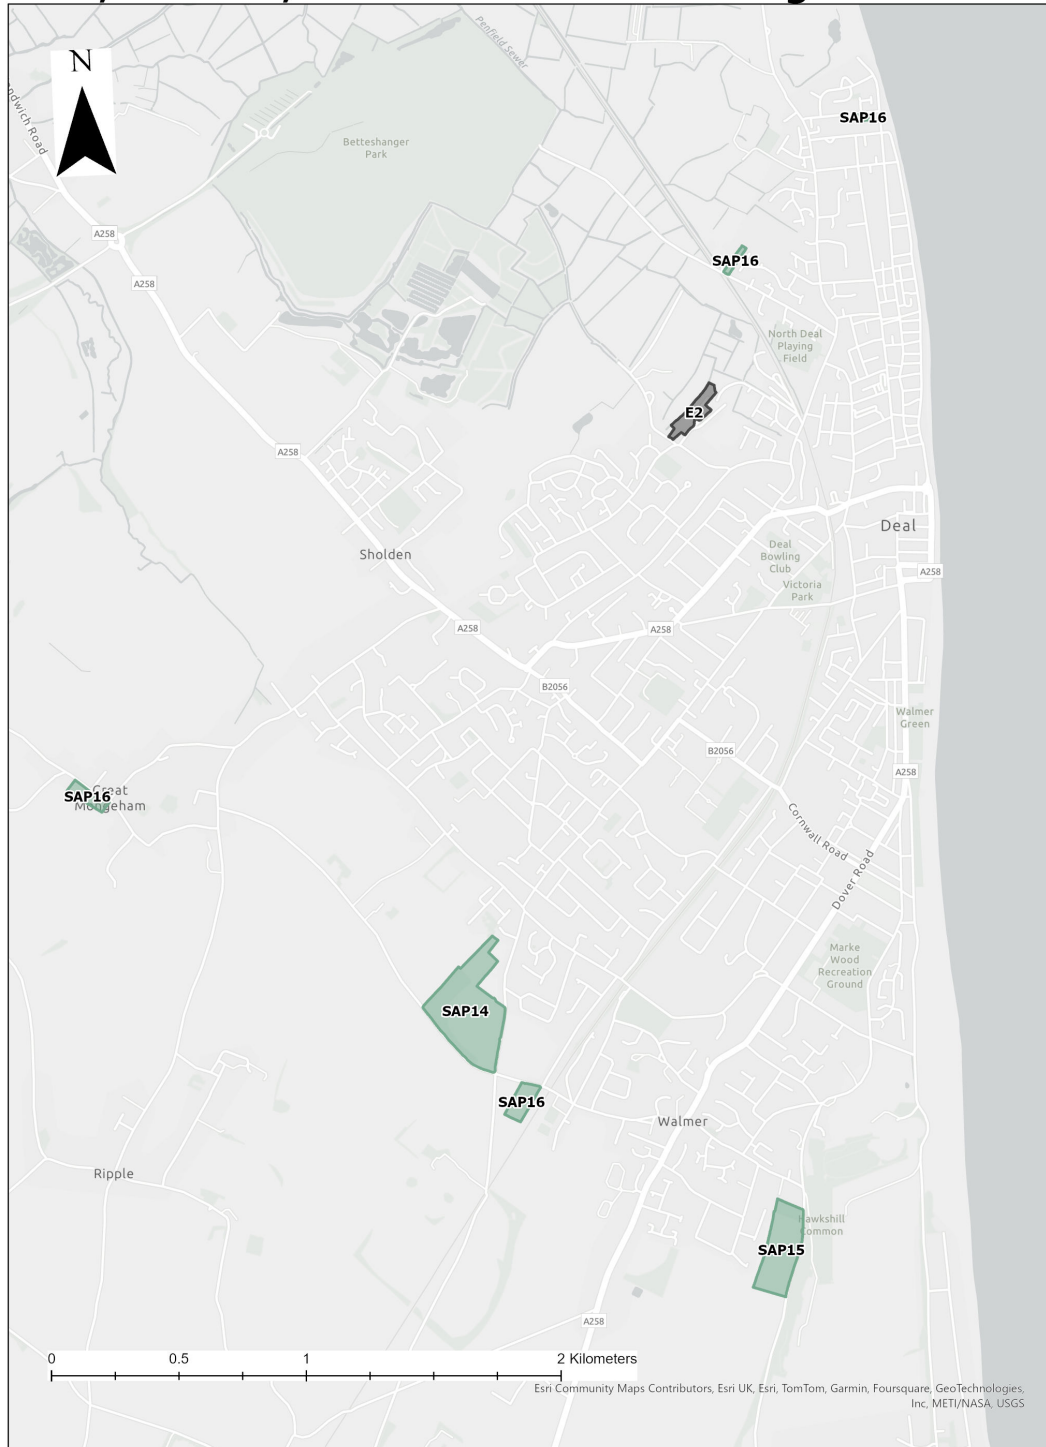 N
Penfield Sewer
SAP16
Betteshanger
Park
A258
SAP16
A258
North Deal
Playing
Field
E2
A258
Deal
Sholden
Deal
Bowling
Club
Victoria
Park
A258
A258
A258
B2056
Walmer
Green
B2056
A258
Great
SAP16
Mongeham
Cornwall Road
Dover Road
Marke
Wood
Recreation
Ground
SAP14
SAP16
Walmer
Ripple
Hawkshill
Common
SAP15
A258
0 0.5 1 2 Kilometers
Esri Community Maps Contributors, Esri UK, Esri, TomTom, Garmin, Foursquare, GeoTechnologies,
Inc, METI/NASA, USGS